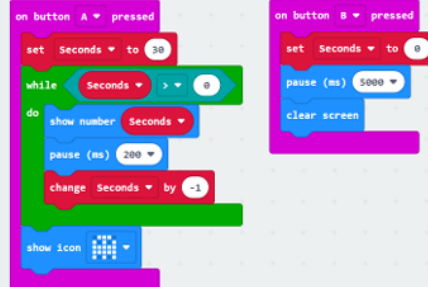 on button A pressed
set Seconds to 30
while Seconds > 0
do
show number Seconds
pause (ms) 200
change Seconds by -1
show icon
on button B pressed
set Seconds to 0
pause (ms) 5000
clear screen